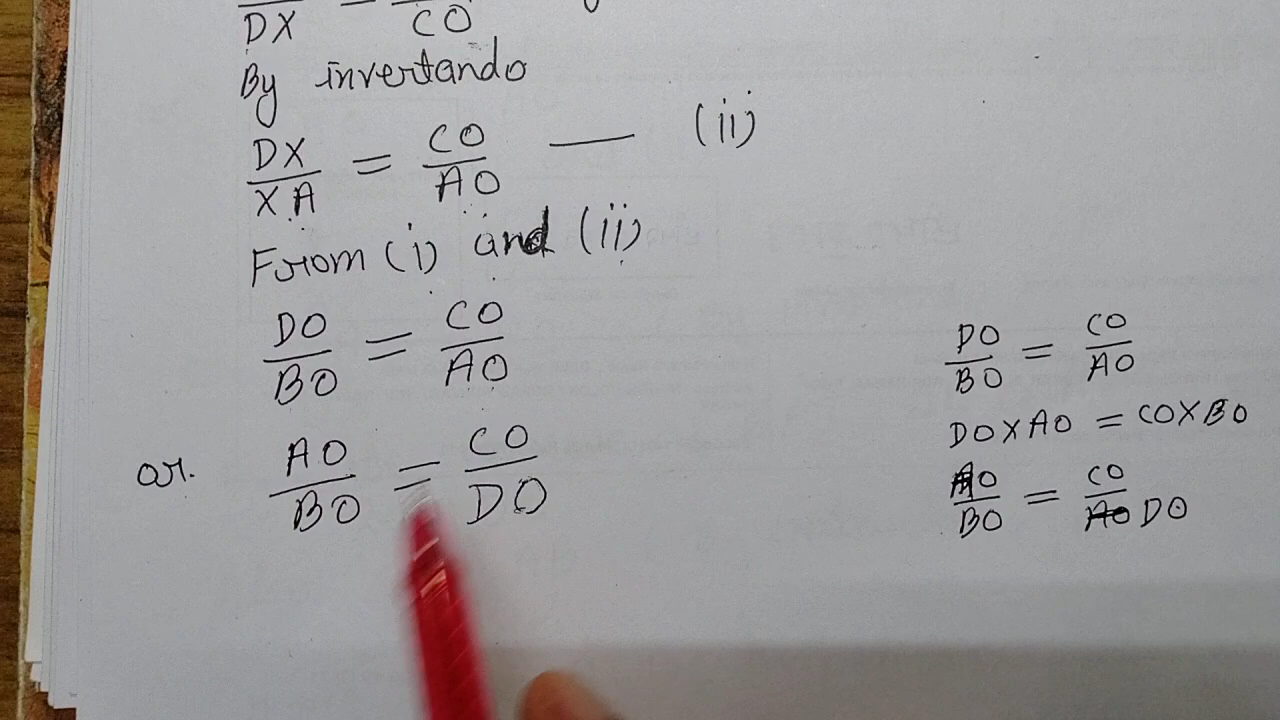 DX = CO
By invertando
DX/XA = CO/AO — (ii)
From (i) and (ii)
DO/BO = CO/AO
or. AO/BO = CO/DO
DO/BO = CO/AO
DO X AO = CO X BO
AO/BO = CO/DO